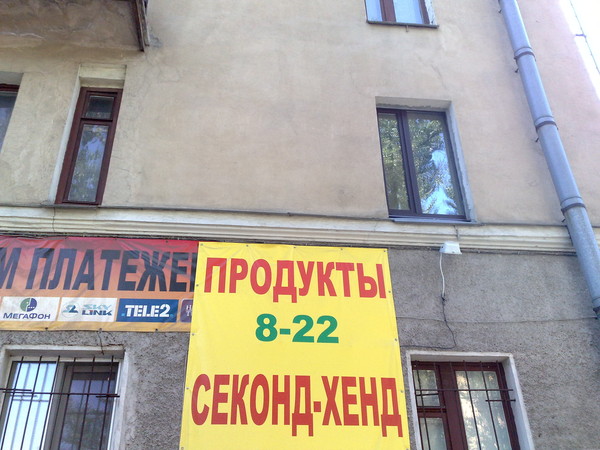 М ПЛАТЕЖЕ
МЕГАФОН
SKY
LINK
TELE2
ПРОДУКТЫ
8-22
СЕКОНД-ХЕНД